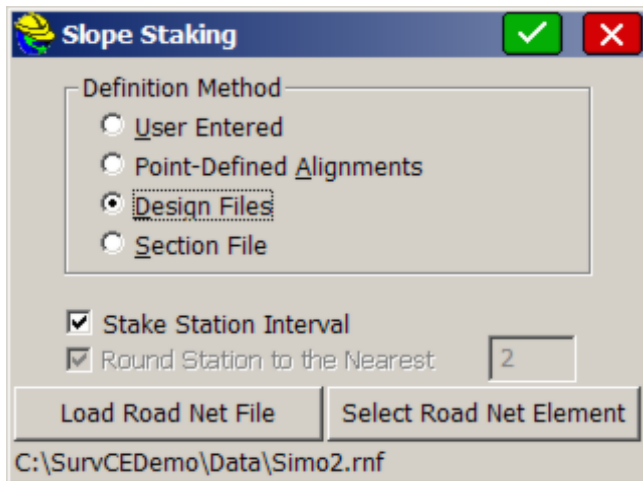 Slope Staking
Definition Method
User Entered
Point-Defined Alignments
Design Files
Section File
Stake Station Interval
Round Station to the Nearest 2
Load Road Net File Select Road Net Element
C:\SurvCEDemo\Data\Simo2.rnf